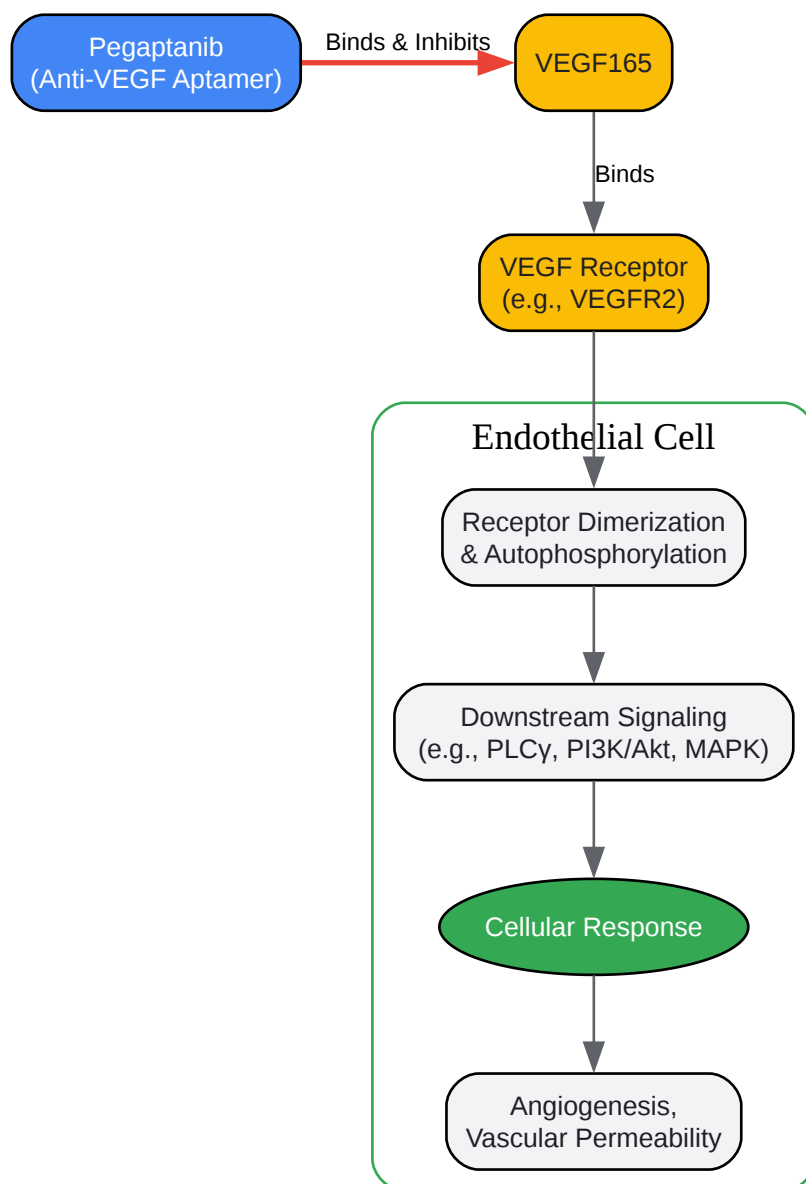 Pegaptanib
(Anti-VEGF Aptamer)
Binds & Inhibits
VEGF165
Binds
VEGF Receptor
(e.g., VEGFR2)
Endothelial Cell
Receptor Dimerization
& Autophosphorylation
Downstream Signaling
(e.g., PLCγ, PI3K/Akt, MAPK)
Cellular Response
Angiogenesis,
Vascular Permeability